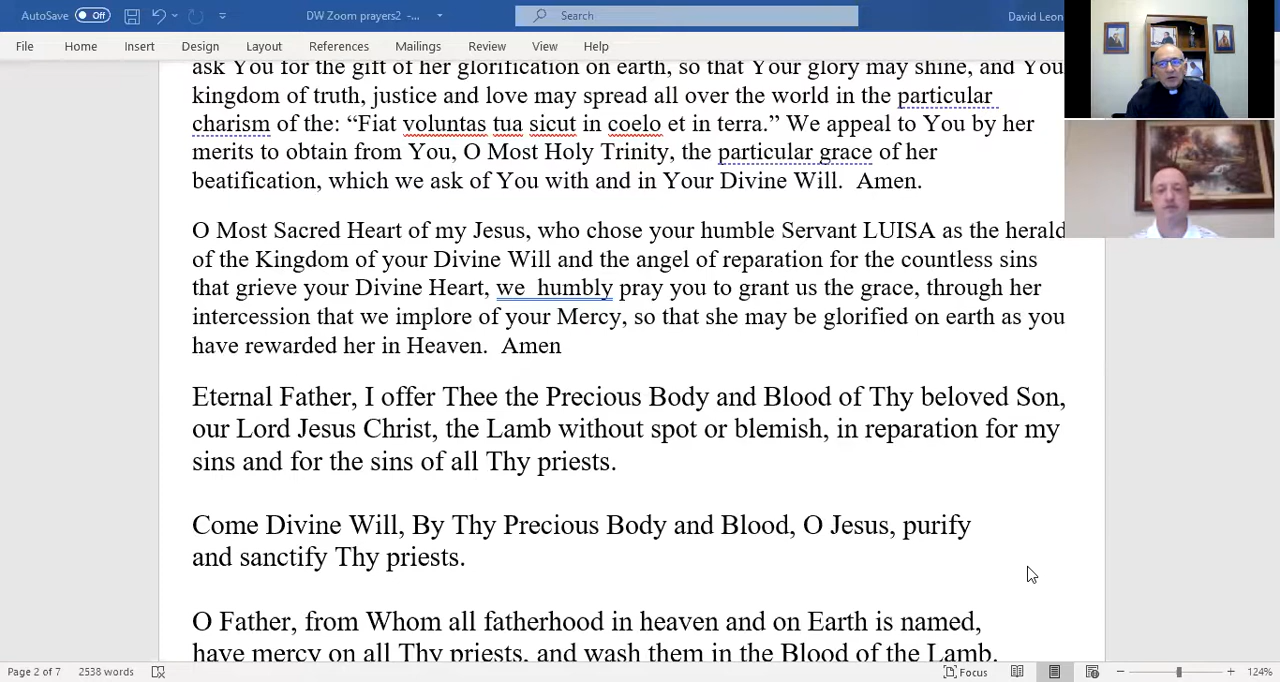 AutoSave Off DW Zoom prayers2 -... Search David Leon
File Home Insert Design Layout References Mailings Review View Help
ask You for the gift of her glorification on earth, so that Your glory may shine, and You
kingdom of truth, justice and love may spread all over the world in the particular
charism of the: “Fiat voluntas tua sicut in coelo et in terra.” We appeal to You by her
merits to obtain from You, O Most Holy Trinity, the particular grace of her
beatification, which we ask of You with and in Your Divine Will.  Amen.
O Most Sacred Heart of my Jesus, who chose your humble Servant LUISA as the herald
of the Kingdom of your Divine Will and the angel of reparation for the countless sins
that grieve your Divine Heart, we  humbly pray you to grant us the grace, through her
intercession that we implore of your Mercy, so that she may be glorified on earth as you
have rewarded her in Heaven.  Amen
Eternal Father, I offer Thee the Precious Body and Blood of Thy beloved Son,
our Lord Jesus Christ, the Lamb without spot or blemish, in reparation for my
sins and for the sins of all Thy priests.
Come Divine Will, By Thy Precious Body and Blood, O Jesus, purify
and sanctify Thy priests.
O Father, from Whom all fatherhood in heaven and on Earth is named,
have mercy on all Thy priests, and wash them in the Blood of the Lamb.
Page 2 of 7 2538 words Focus 124%